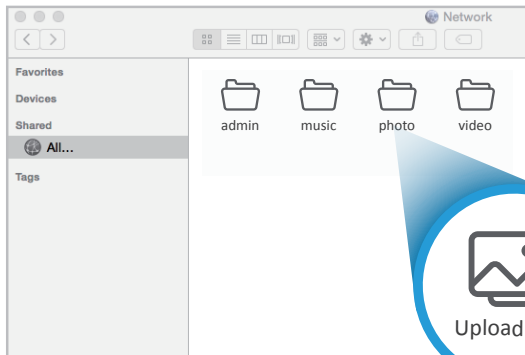 Network
Favorites
Devices
Shared
All...
Tags
admin
music
photo
video
Upload